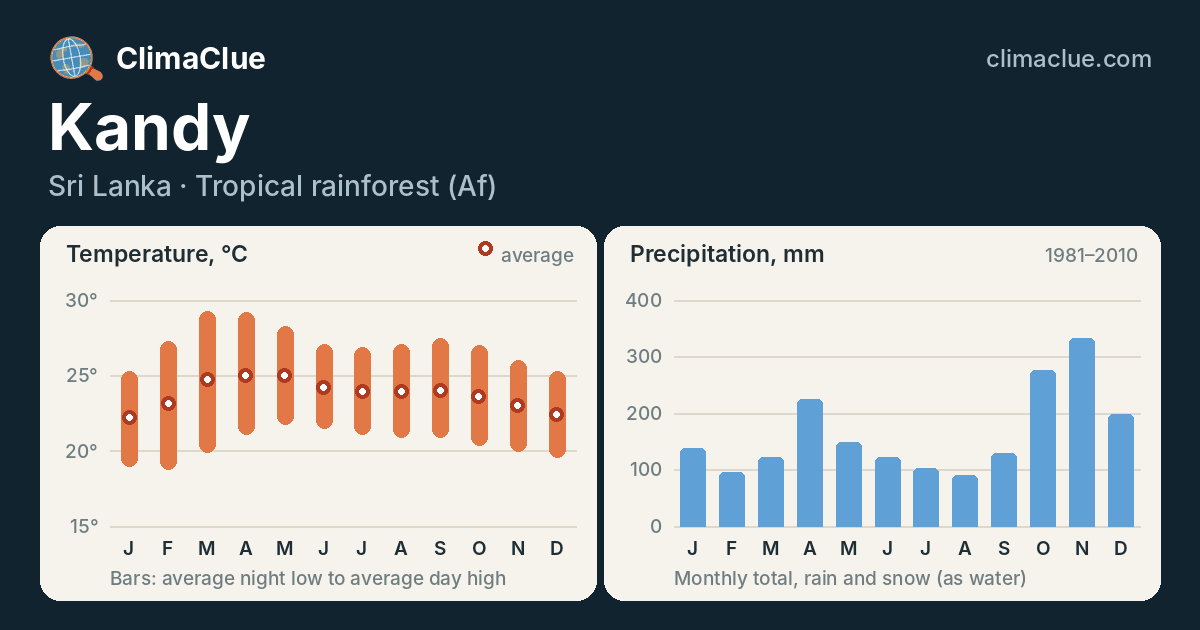 ClimaClue
climaclue.com
Kandy
Sri Lanka · Tropical rainforest (Af)
Temperature, °C
average
30°
25°
20°
15°
J F M A M J J A S O N D
Bars: average night low to average day high
Precipitation, mm
1981–2010
400
300
200
100
0
J F M A M J J A S O N D
Monthly total, rain and snow (as water)